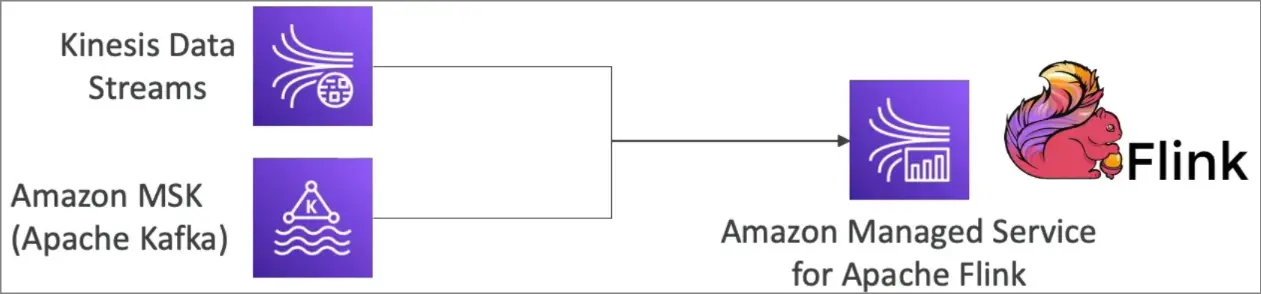 Kinesis Data
Streams
Amazon MSK
(Apache Kafka)
K
Amazon Managed Service
for Apache Flink
Flink